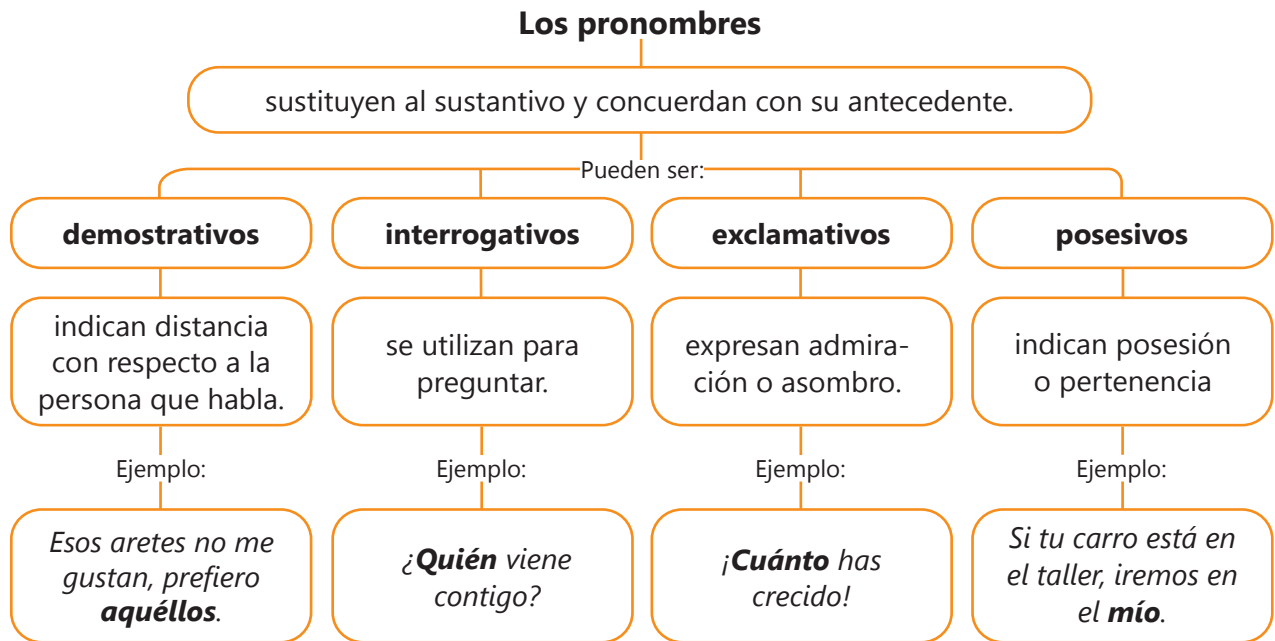 Los pronombres
sustituyen al sustantivo y concuerdan con su antecedente.
Pueden ser:
demostrativos
interrogativos
exclamativos
posesivos
indican distancia
con respecto a la
persona que habla.
se utilizan para
preguntar.
expresan admira-
ción o asombro.
indican posesión
o pertenencia
Ejemplo:
Ejemplo:
Ejemplo:
Ejemplo:
Esos aretes no me
gustan, prefiero
aquéllos.
¿Quién viene
contigo?
¡Cuánto has
crecido!
Si tu carro está en
el taller, iremos en
el mío.